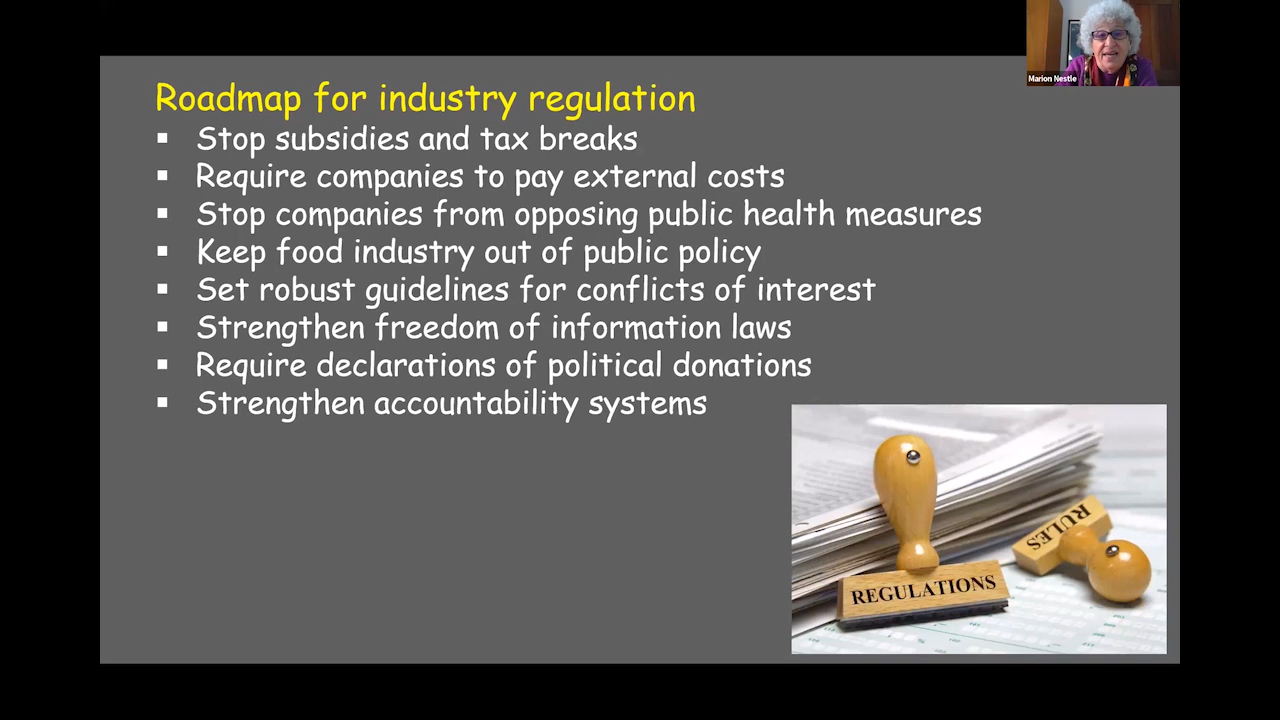 Marion Nestle
Roadmap for industry regulation
▪ Stop subsidies and tax breaks
▪ Require companies to pay external costs
▪ Stop companies from opposing public health measures
▪ Keep food industry out of public policy
▪ Set robust guidelines for conflicts of interest
▪ Strengthen freedom of information laws
▪ Require declarations of political donations
▪ Strengthen accountability systems
RULES
REGULATIONS